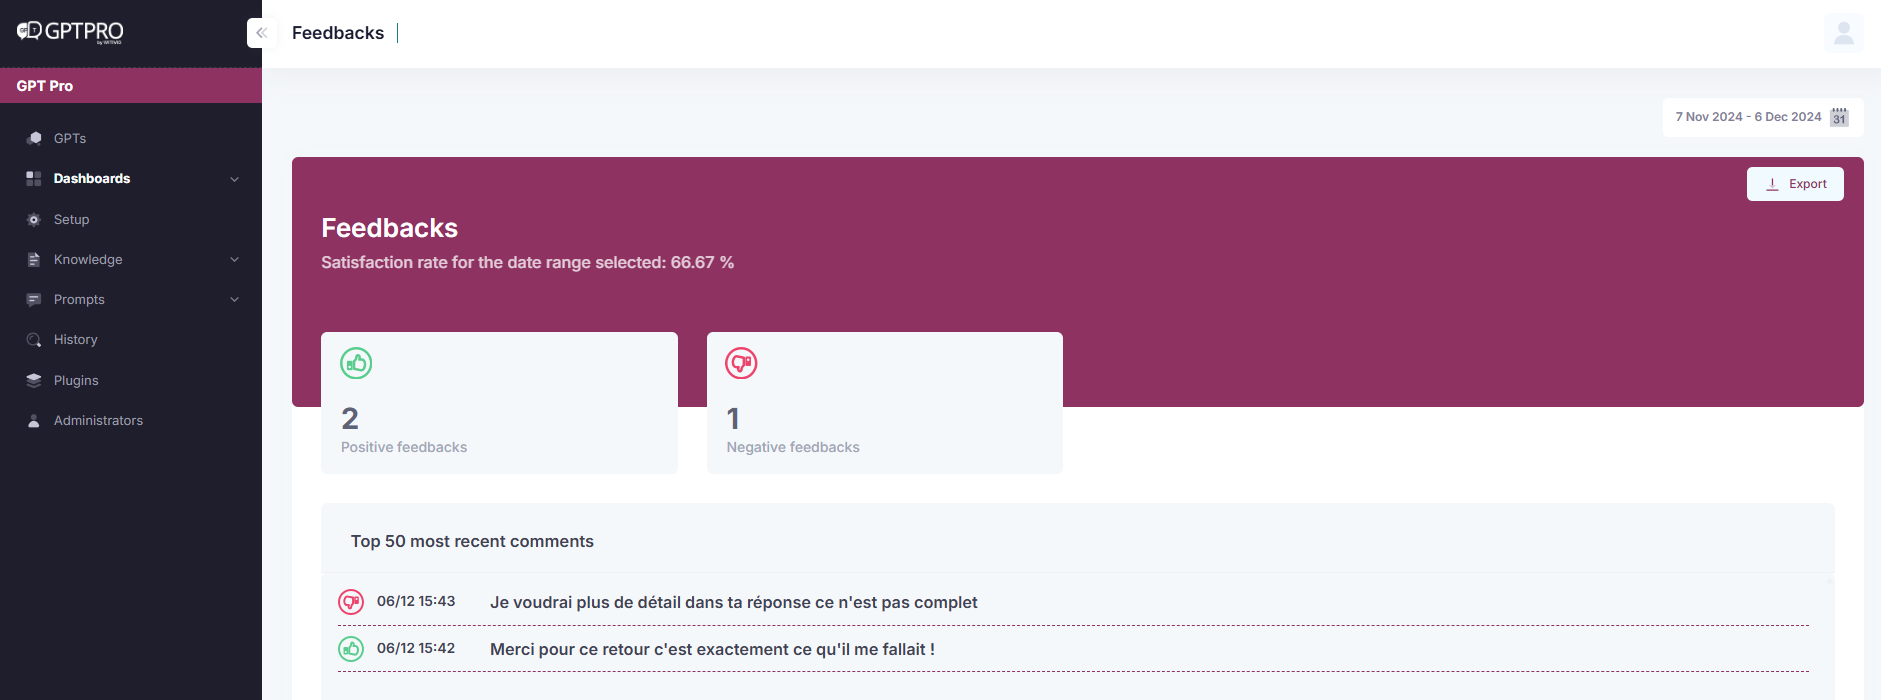 GPTPRO
by WITIVIO
Feedbacks
GPT Pro
GPTs
Dashboards
Setup
Knowledge
Prompts
History
Plugins
Administrators
7 Nov 2024 - 6 Dec 2024
31
Export
Feedbacks
Satisfaction rate for the date range selected: 66.67 %
2
Positive feedbacks
1
Negative feedbacks
Top 50 most recent comments
06/12 15:43 Je voudrai plus de détail dans ta réponse ce n'est pas complet
06/12 15:42 Merci pour ce retour c'est exactement ce qu'il me fallait !